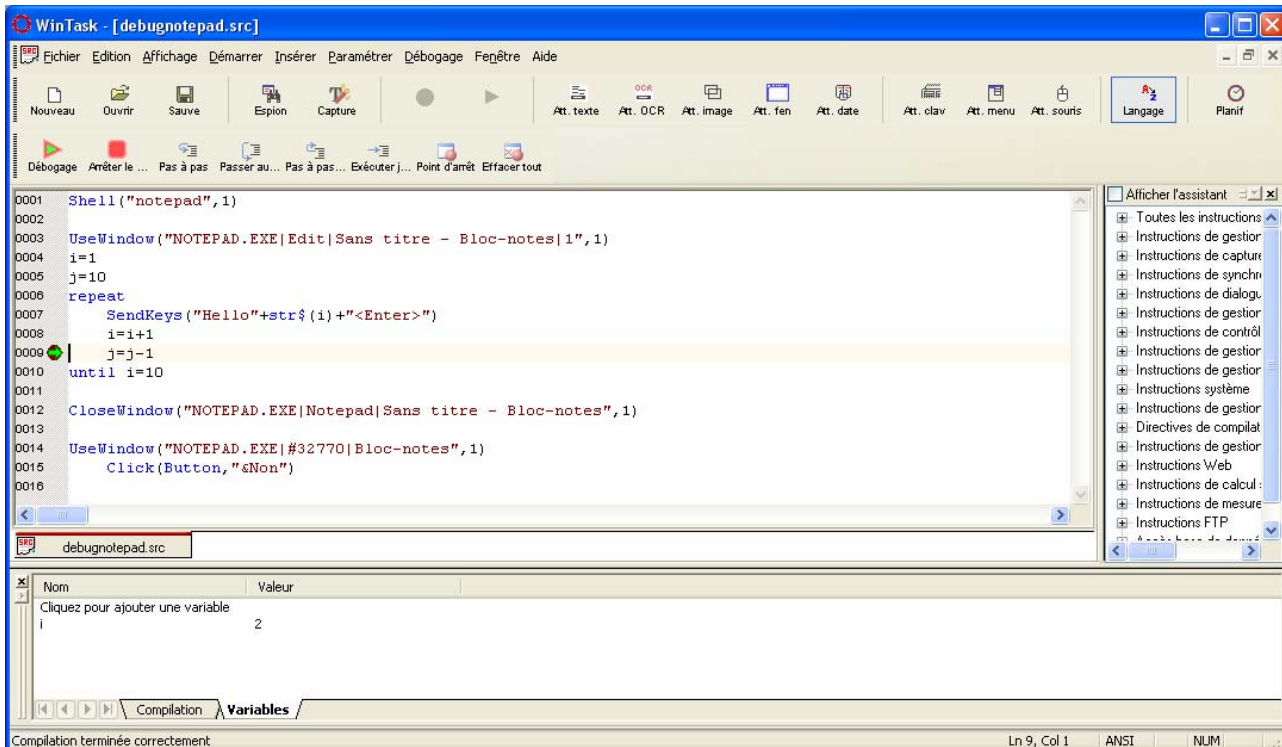 WinTask - [debugnotepad.src]
Fichier Edition Affichage Démarrer Insérer Paramétrer Débogage Fenêtre Aide
OCR
Nouveau Ouvrir Sauve Espion Capture Att. texte Att. OCR Att. image Att. fen Att. date Att. clav Att. menu Att. souris Langage Planif
Débogage Arrêter le ... Pas à pas Passer au... Pas à pas... Exécuter j... Point d'arrêt Effacer tout
0001 Shell("notepad",1)
0002
0003 UseWindow("NOTEPAD.EXE|Edit|Sans titre - Bloc-notes|1",1)
0004 i=1
0005 j=10
0006 repeat
0007 SendKeys("Hello"+str$(i)+"<Enter>")
0008 i=i+1
0009 j=j-1
0010 until i=10
0011
0012 CloseWindow("NOTEPAD.EXE|Notepad|Sans titre - Bloc-notes",1)
0013
0014 UseWindow("NOTEPAD.EXE|#32770|Bloc-notes",1)
0015 Click(Button,"&Non")
0016
Afficher l'assistant
Toutes les instructions
Instructions de gestion
Instructions de capture
Instructions de synchr
Instructions de dialogu
Instructions de gestion
Instructions de contrôl
Instructions de gestion
Instructions de gestion
Instructions système
Instructions de gestion
Directives de compilat
Instructions de gestion
Instructions Web
Instructions de calcul
Instructions de mesure
Instructions FTP
SRC debugnotepad.src
Nom Valeur
Cliquez pour ajouter une variable
i 2
Compilation Variables
Compilation terminée correctement Ln 9, Col 1 ANSI NUM